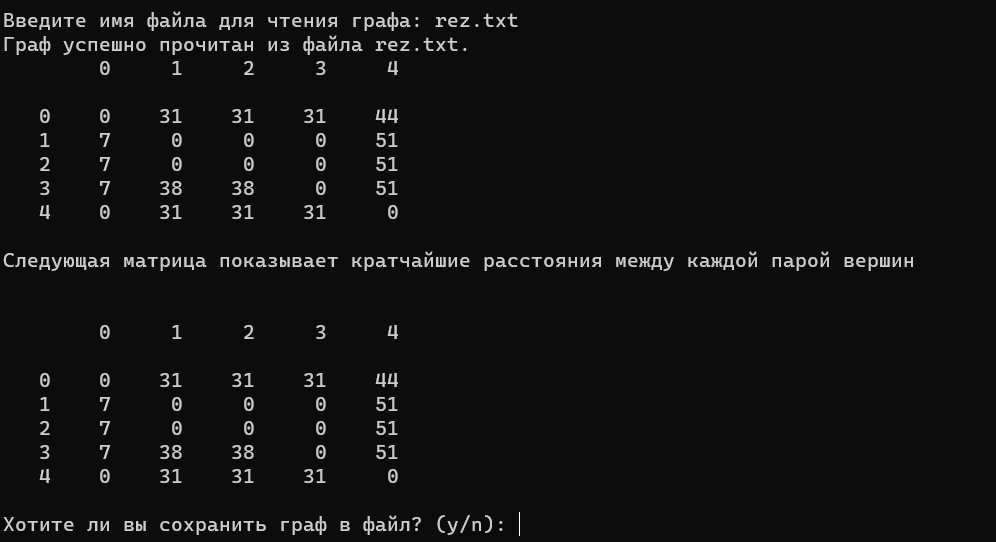 Введите имя файла для чтения графа: rez.txt
Граф успешно прочитан из файла rez.txt.
0 1 2 3 4
0 0 31 31 31 44
1 7 0 0 0 51
2 7 0 0 0 51
3 7 38 38 0 51
4 0 31 31 31 0
Следующая матрица показывает кратчайшие расстояния между каждой парой вершин
0 1 2 3 4
0 0 31 31 31 44
1 7 0 0 0 51
2 7 0 0 0 51
3 7 38 38 0 51
4 0 31 31 31 0
Хотите ли вы сохранить граф в файл? (y/n):